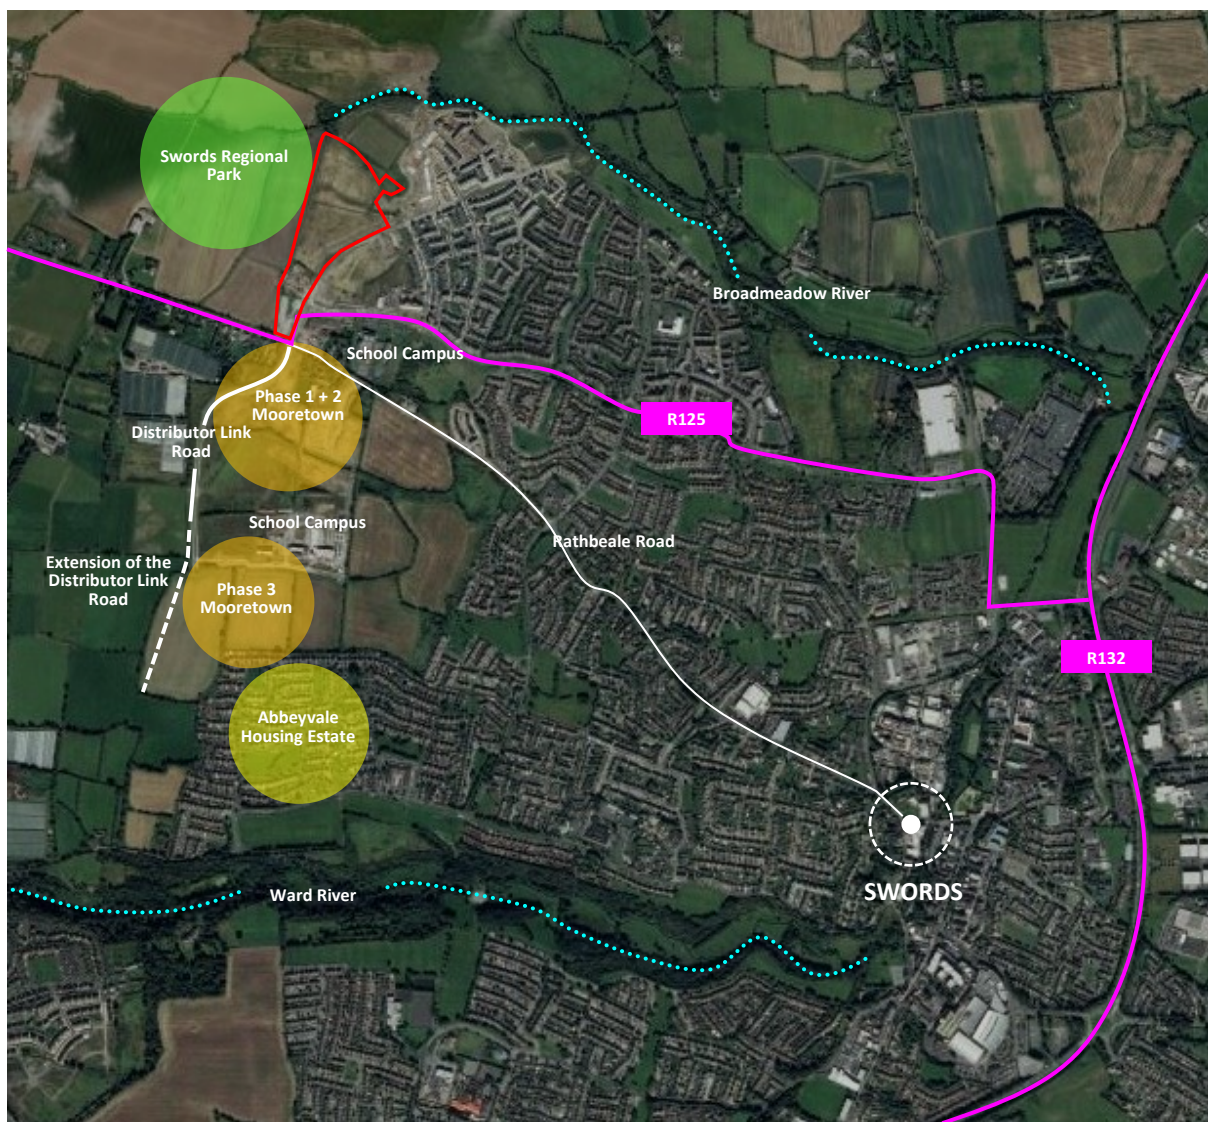 Swords Regional
Park
Broadmeadow River
School Campus
Phase 1 + 2
Mooretown
R125
Distributor Link
Road
School Campus
Rathbeale Road
Extension of the
Distributor Link
Road
Phase 3
Mooretown
R132
Abbeyvale
Housing Estate
SWORDS
Ward River